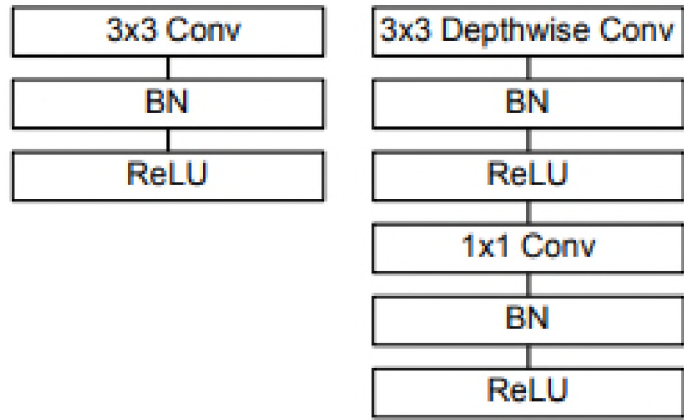 3x3 Conv
BN
ReLU
3x3 Depthwise Conv
BN
ReLU
1x1 Conv
BN
ReLU